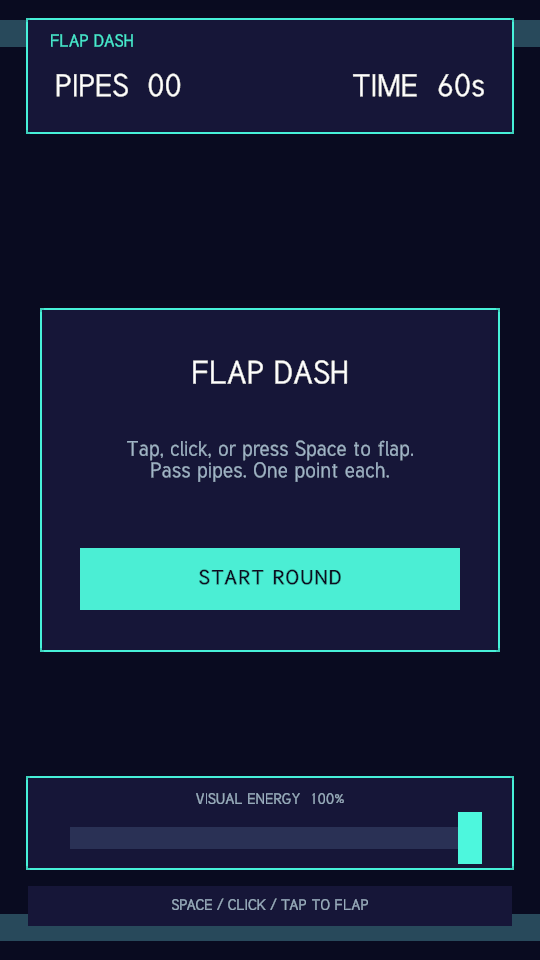 FLAP DASH
PIPES 00 TIME 60s
FLAP DASH
Tap, click, or press Space to flap.
Pass pipes. One point each.
START ROUND
VISUAL ENERGY 100%
SPACE / CLICK / TAP TO FLAP